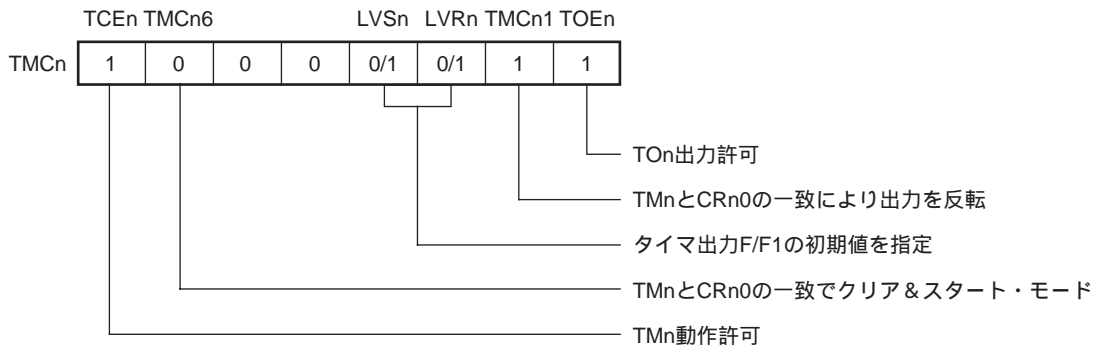 TCEn TMCn6 LVSn LVRn TMCn1 TOEn
TMCn 1 0 0 0 0/1 0/1 1 1
TOn出力許可
TMnとCRn0の一致により出力を反転
タイマ出力F/F1の初期値を指定
TMnとCRn0の一致でクリア＆スタート・モード
TMn動作許可